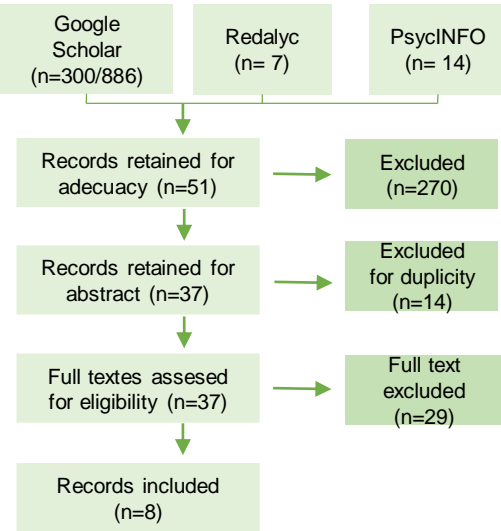 Google
Scholar
(n=300/886)
Redalyc
(n= 7)
PsycINFO
(n= 14)
Records retained for
adecuacy (n=51)
Excluded
(n=270)
Records retained for
abstract (n=37)
Excluded
for duplicity
(n=14)
Full textes assesed
for eligibility (n=37)
Full text
excluded
(n=29)
Records included
(n=8)